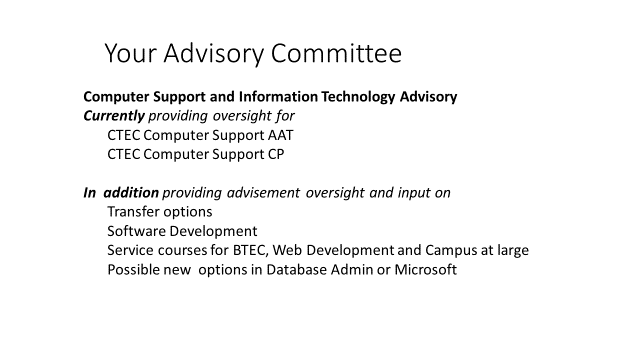 Your Advisory Committee
Computer Support and Information Technology Advisory
Currently providing oversight for
CTEC Computer Support AAT
CTEC Computer Support CP
In addition providing advisement oversight and input on
Transfer options
Software Development
Service courses for BTEC, Web Development and Campus at large
Possible new options in Database Admin or Microsoft